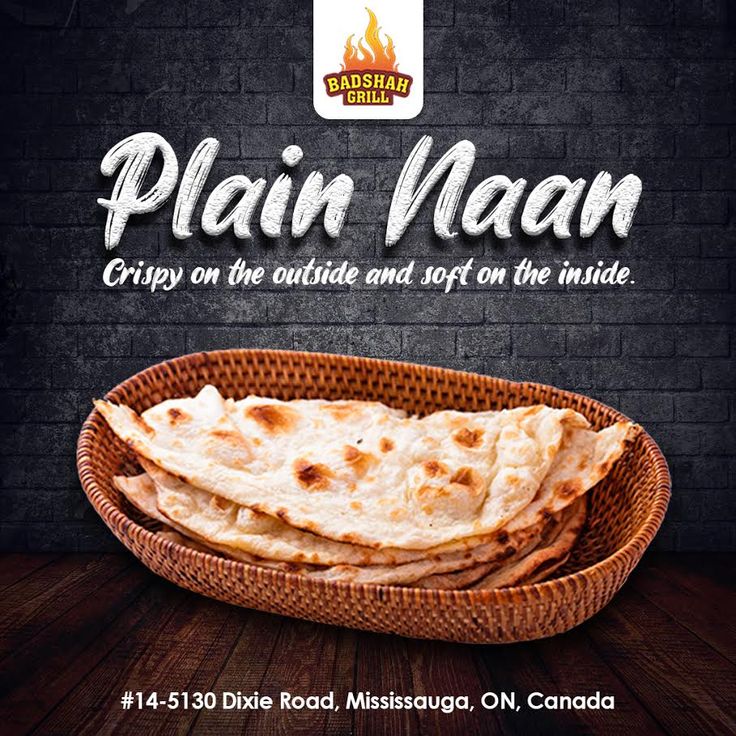 BADSHAH
GRILL
Plain Naan
Crispy on the outside and soft on the inside.
#14-5130 Dixie Road, Mississauga, ON, Canada